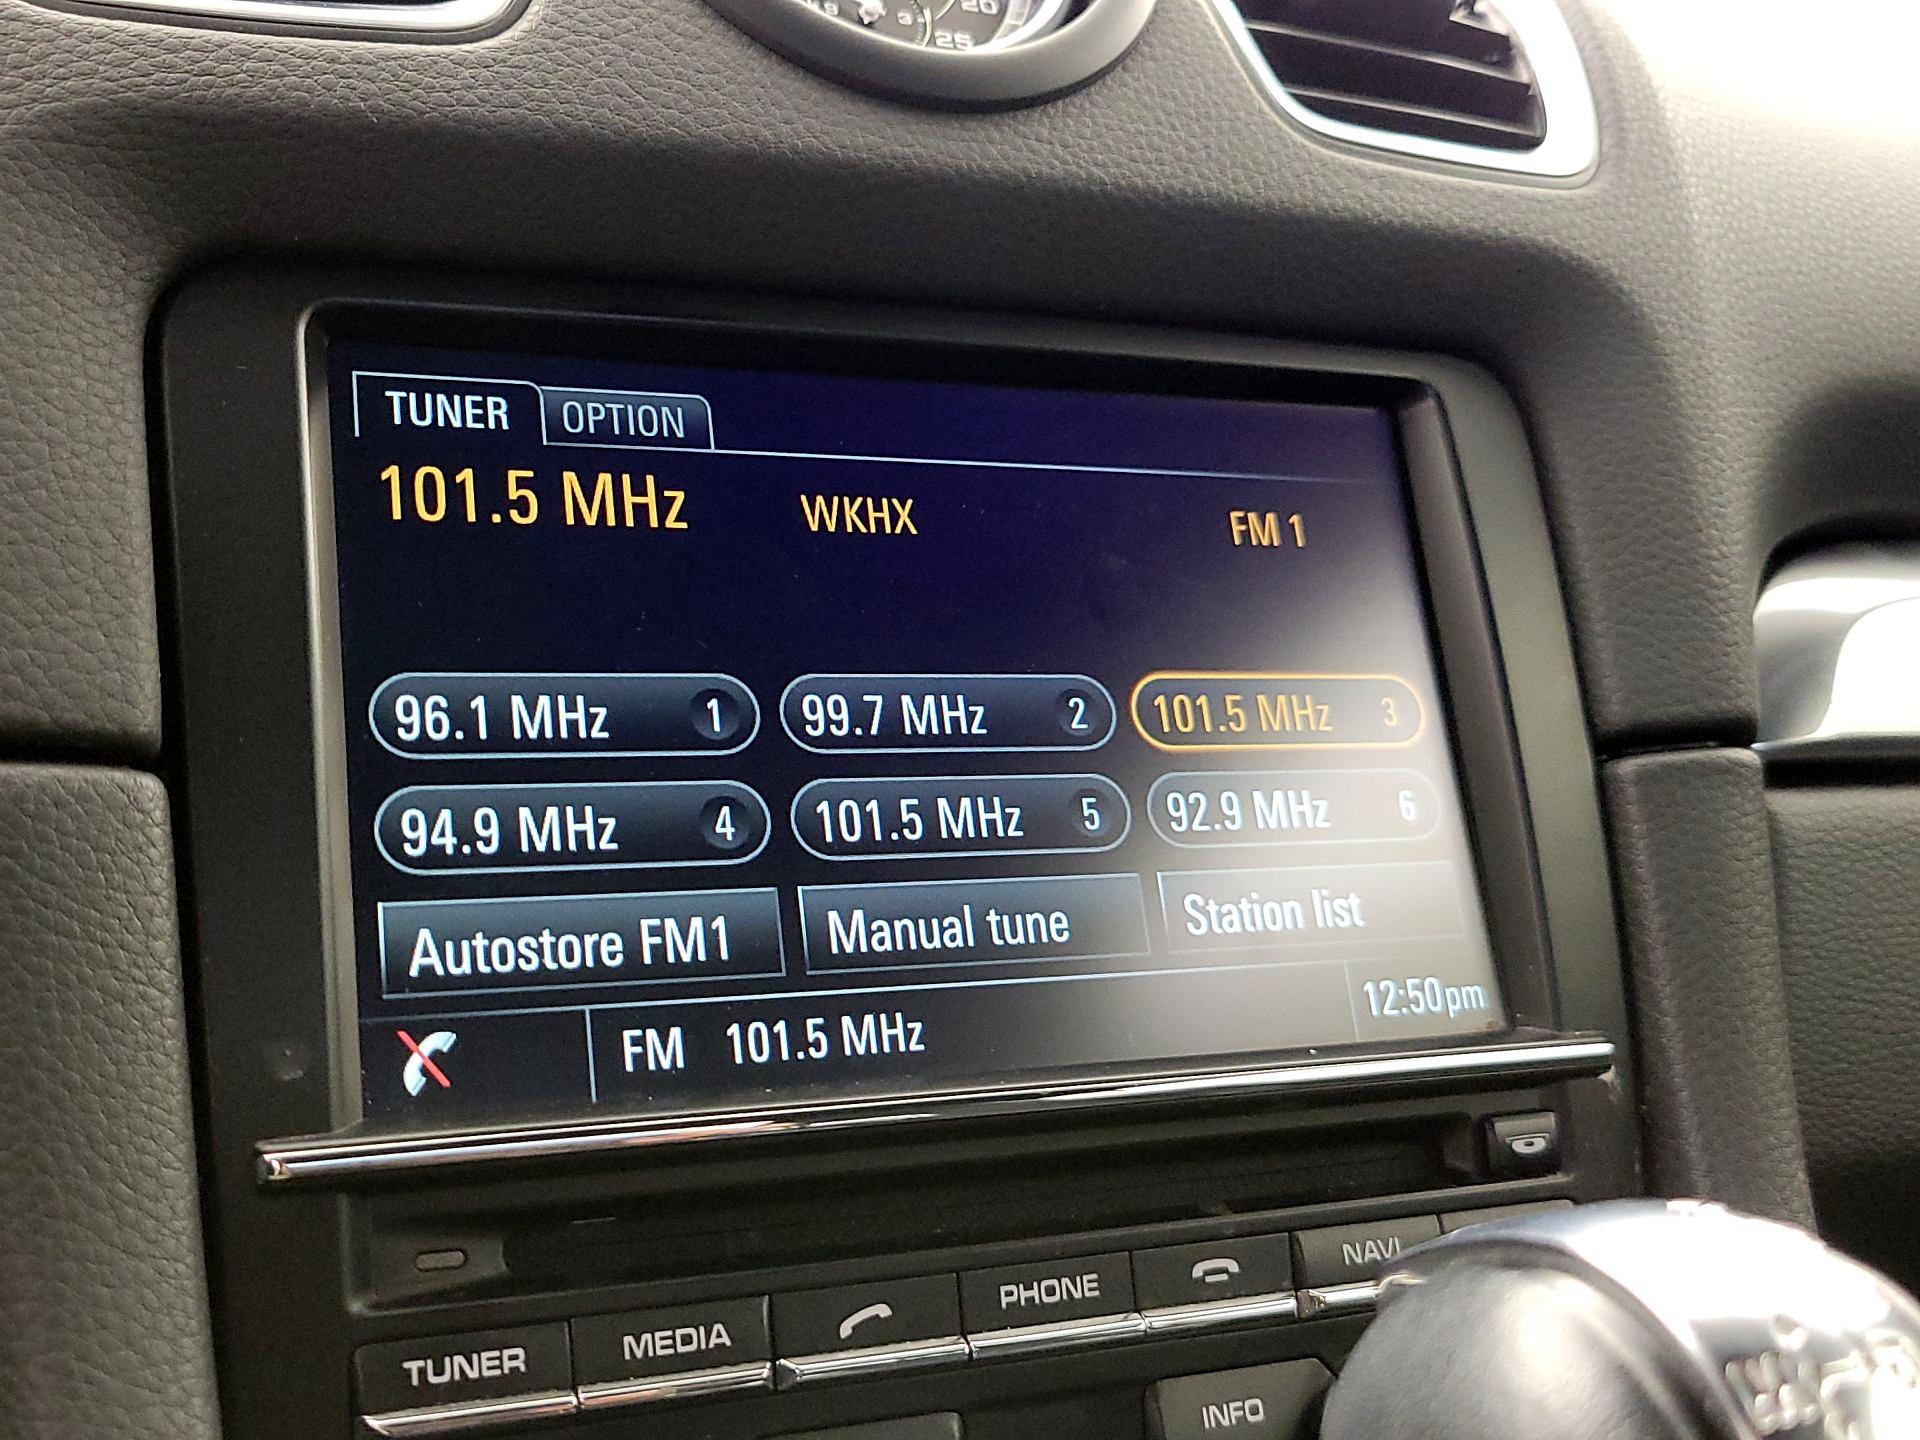 20
25
TUNER OPTION
101.5 MHz WKHX FM 1
96.1 MHz 1 99.7 MHz 2 101.5 MHz 3
94.9 MHz 4 101.5 MHz 5 92.9 MHz 6
Autostore FM1 Manual tune Station list
FM 101.5 MHz 12:50pm
TUNER MEDIA PHONE NAVI
INFO